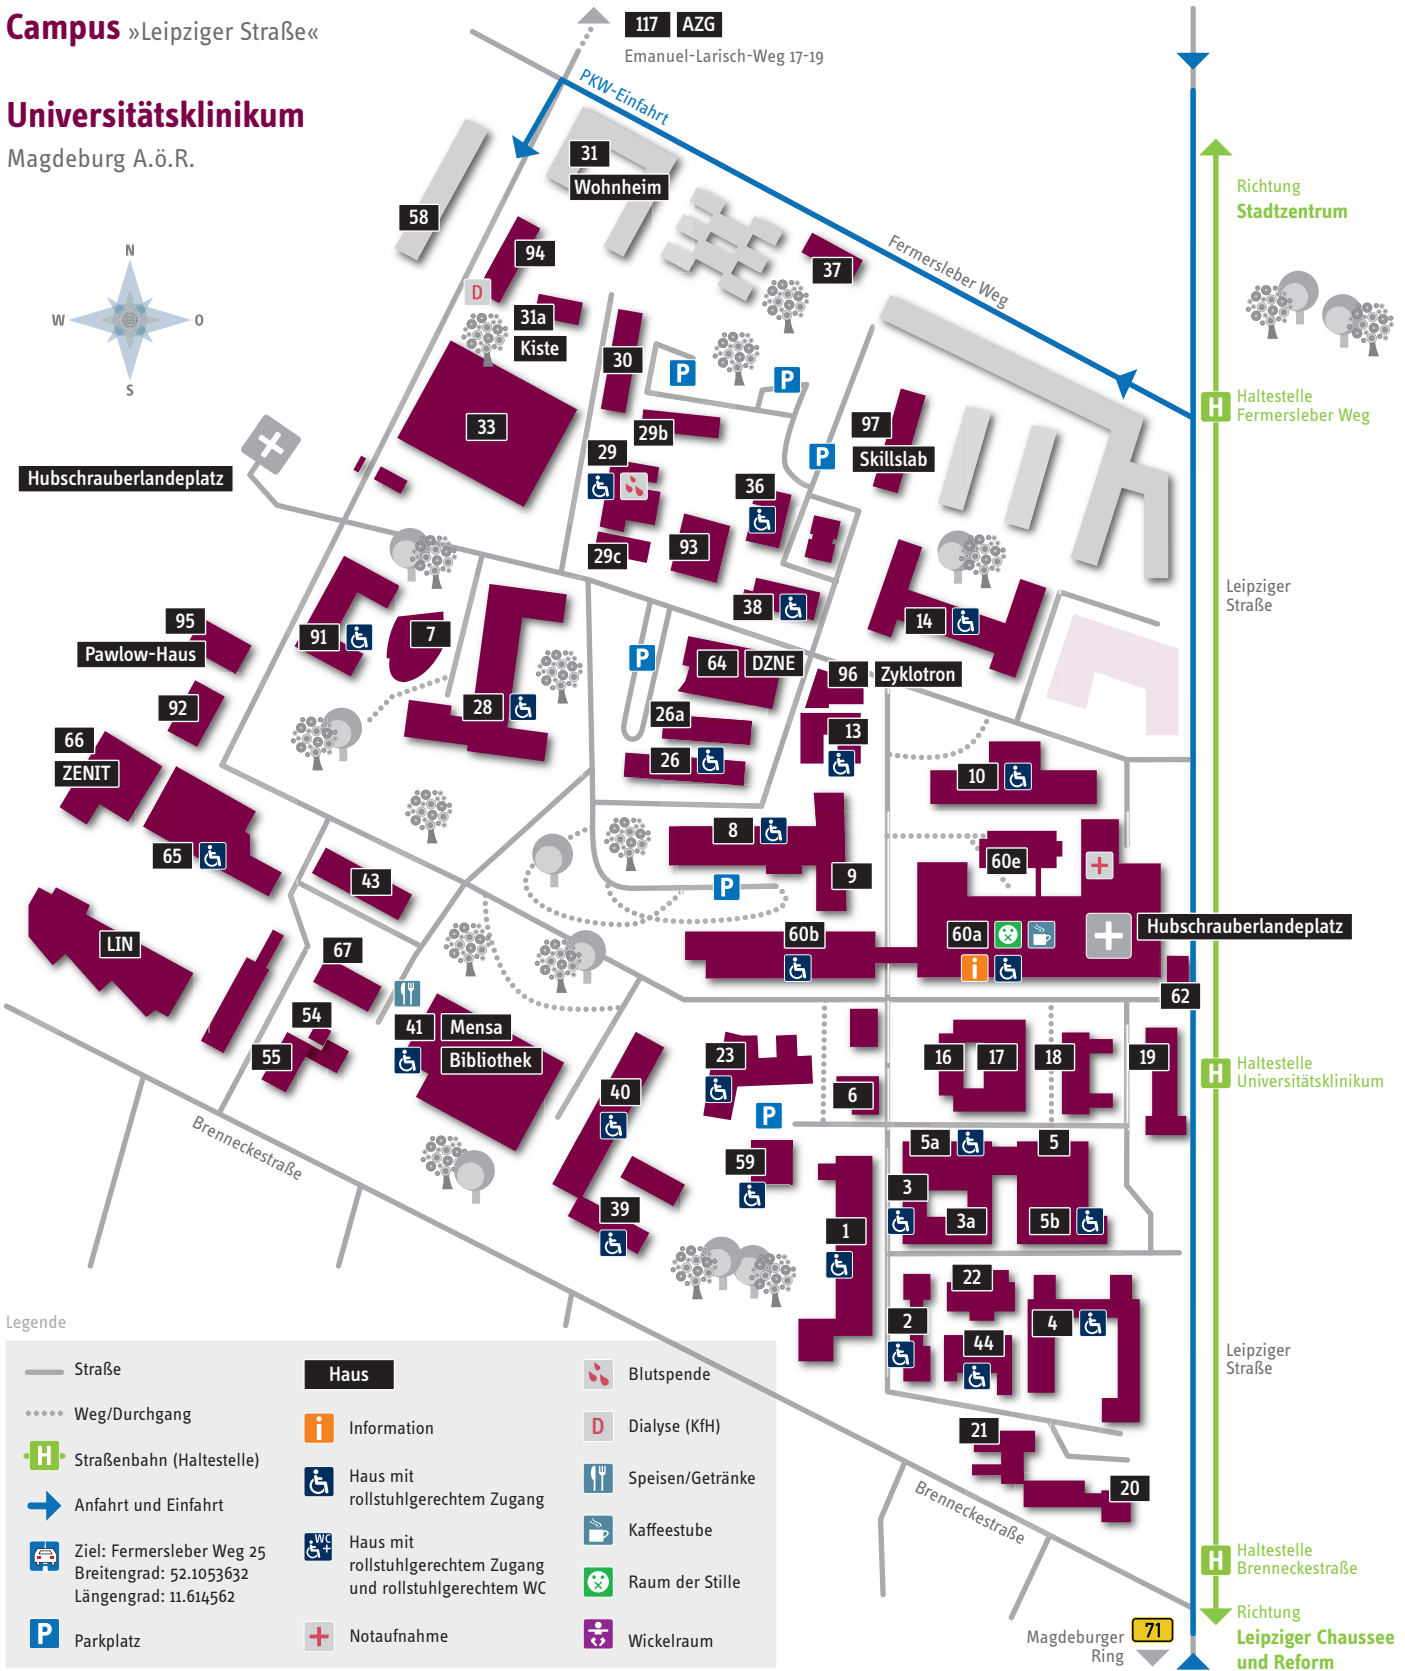 Campus »Leipziger Straße«
Universitätsklinikum
Magdeburg A.ö.R.
117 AZG
Emanuel-Larisch-Weg 17-19
PKW-Einfahrt
31
Wohnheim
58
94
D
37
Fermersleber Weg
Richtung
Stadtzentrum
N
W O
S
31a
Kiste
30
P
P
H
Haltestelle
Fermersleber Weg
33
29b
97
Skillslab
29
P
Hubschrauberlandeplatz
36
29c
93
38
14
Leipziger
Straße
95
Pawlow-Haus
91
7
P
64 DZNE
96 Zyklotron
92
28
26a
13
66
ZENIT
26
10
65
8
43
9
P
60e
LIN
67
60b
60a
i
Hubschrauberlandeplatz
62
54
55
41 Mensa
Bibliothek
23
40
P
6
16
17
18
19
H
Haltestelle
Universitätsklinikum
Brenneckestraße
59
5a
5
3
3a
5b
39
1
22
2
44
4
Leipziger
Straße
21
20
Brenneckestraße
H
Haltestelle
Brenneckestraße
Richtung
Leipziger Chaussee
und Reform
Magdeburger
Ring
71
Legende
Straße
Weg/Durchgang
H
Straßenbahn (Haltestelle)
Anfahrt und Einfahrt
Ziel: Fermersleber Weg 25
Breitengrad: 52.1053632
Längengrad: 11.614562
P
Parkplatz
Haus
i
Information
Haus mit
rollstuhlgerechtem Zugang
WC
Haus mit
rollstuhlgerechtem Zugang
und rollstuhlgerechtem WC
Notaufnahme
Blutspende
D
Dialyse (KfH)
Speisen/Getränke
Kaffeestube
Raum der Stille
Wickelraum